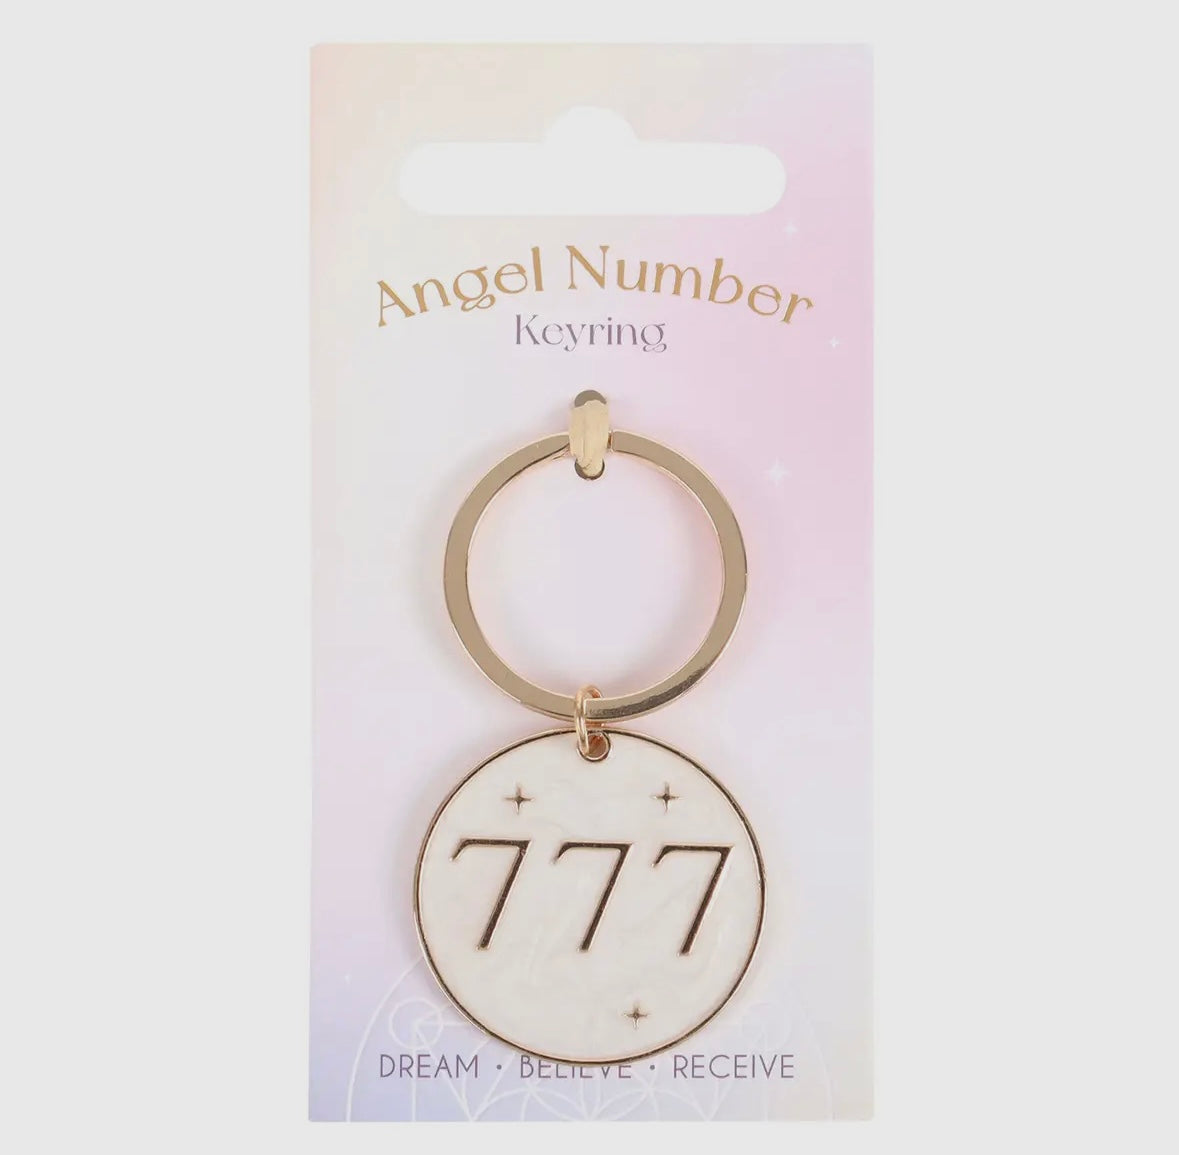 Angel Number
Keyring
777
DREAM • BELIEVE • RECEIVE